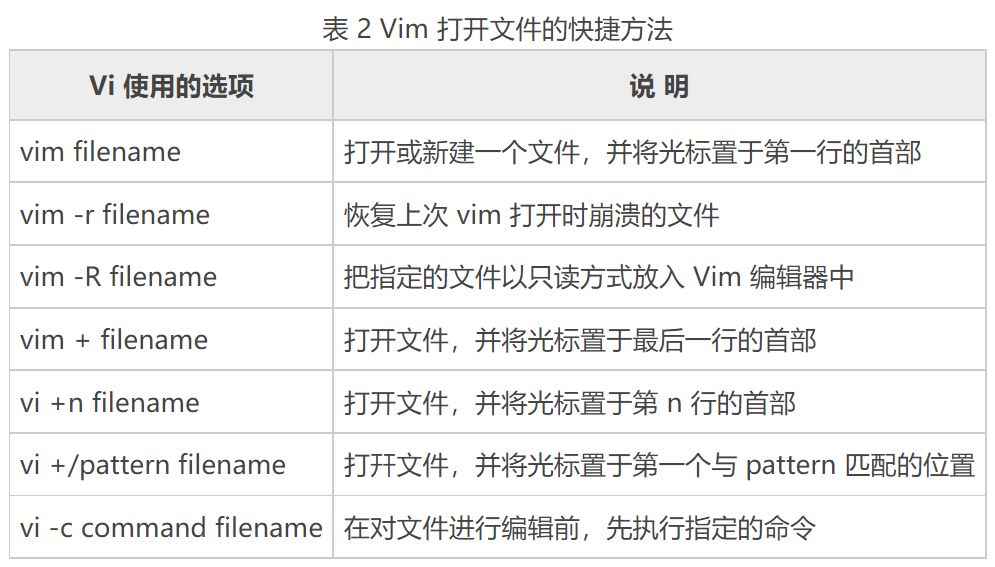 表 2 Vim 打开文件的快捷方法
Vi 使用的选项 说 明
vim filename 打开或新建一个文件，并将光标置于第一行的首部
vim -r filename 恢复上次 vim 打开时崩溃的文件
vim -R filename 把指定的文件以只读方式放入 Vim 编辑器中
vim + filename 打开文件，并将光标置于最后一行的首部
vi +n filename 打开文件，并将光标置于第 n 行的首部
vi +/pattern filename 打幵文件，并将光标置于第一个与 pattern 匹配的位置
vi -c command filename 在对文件进行编辑前，先执行指定的命令